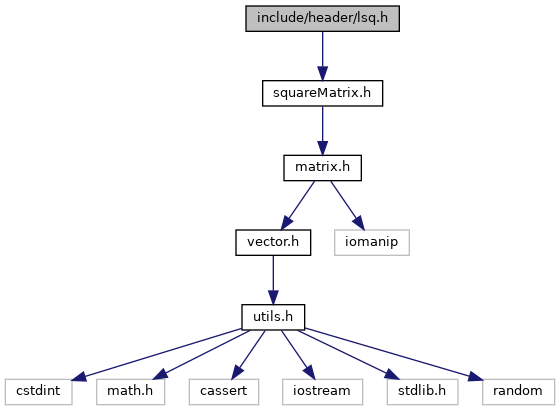 include/header/lsq.h
squareMatrix.h
matrix.h
vector.h
iomanip
utils.h
cstdint
math.h
cassert
iostream
stdlib.h
random